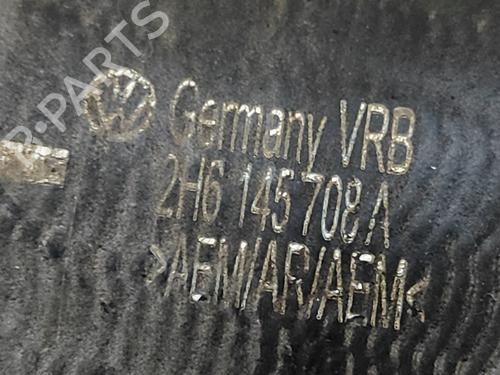 B-PARTS
Germany VRB
2H6 145 708 A
>AEM/AR/AEM<